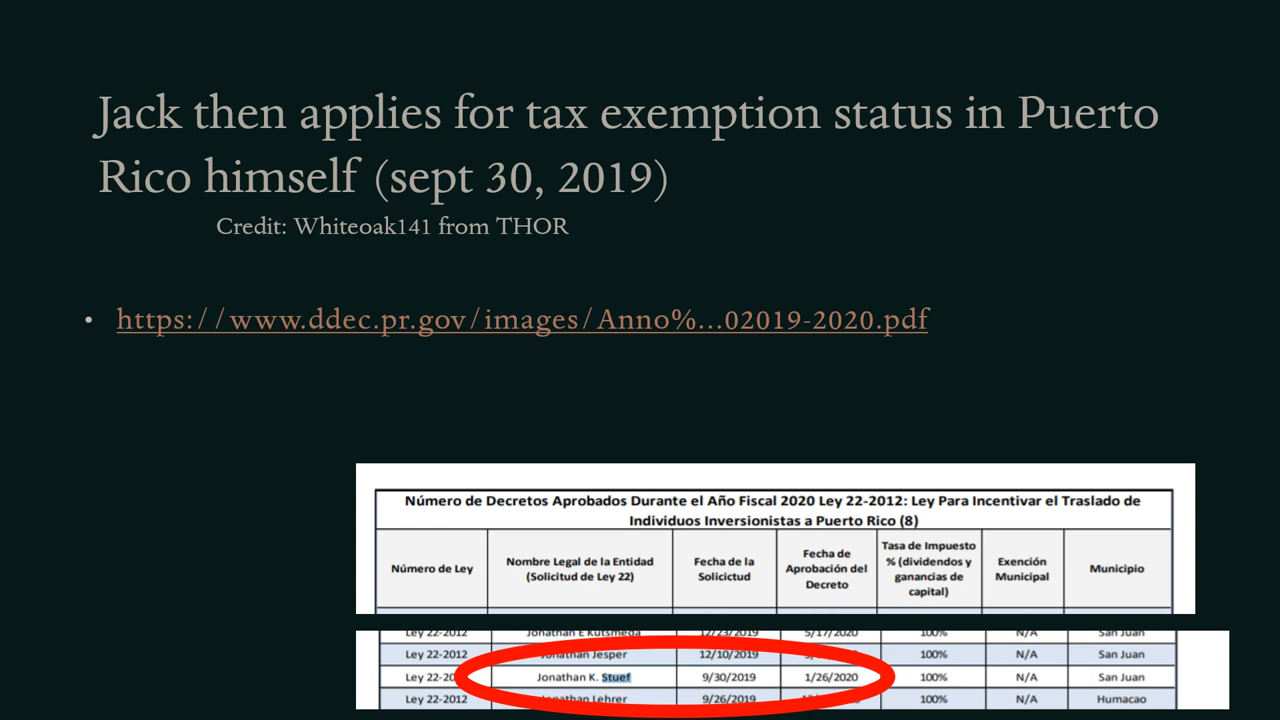 Jack then applies for tax exemption status in Puerto
Rico himself (sept 30, 2019)
Credit: Whiteoak141 from THOR
• https://www.ddec.pr.gov/images/Anno%...02019-2020.pdf
Número de Decretos Aprobados Durante el Año Fiscal 2020 Ley 22-2012: Ley Para Incentivar el Traslado de
Individuos Inversionistas a Puerto Rico (8)
Número de Ley
Nombre Legal de la Entidad
(Solicitud de Ley 22)
Fecha de la
Solicictud
Fecha de
Aprobación del
Decreto
Tasa de Impuesto
% (dividendos y
ganancias de
capital)
Exención
Municipal
Municipio
Ley 22-2012 Jonathan E Kutsmeda 12/23/2019 5/17/2020 100% N/A San Juan
Ley 22-2012 Jonathan Jesper 12/10/2019 100% N/A San Juan
Ley 22-20 Jonathan K. Stuef 9/30/2019 1/26/2020 100% N/A San Juan
Ley 22-2012 Jonathan Lehrer 9/26/2019 100% N/A Humacao